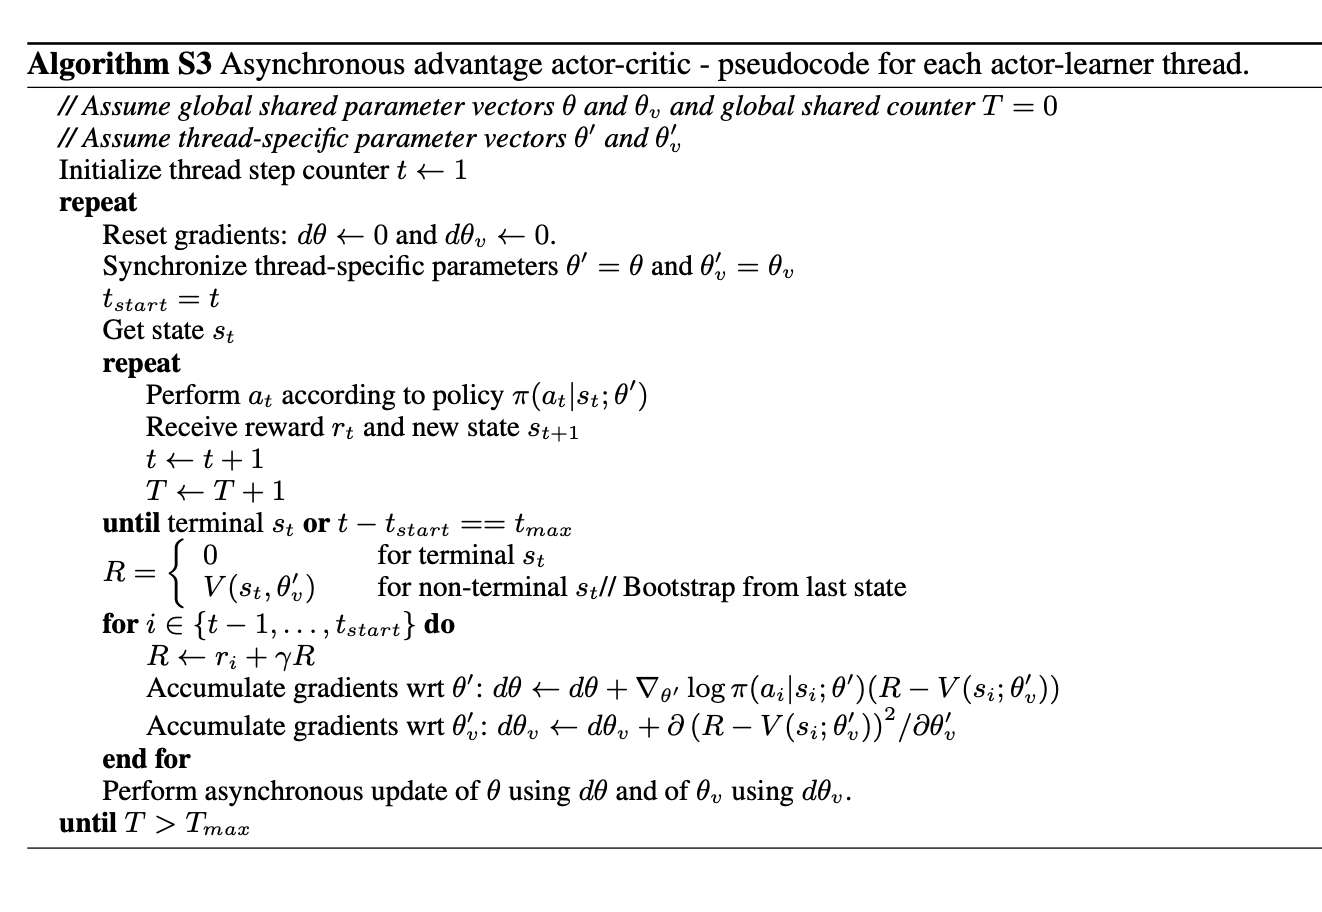 Algorithm S3 Asynchronous advantage actor-critic - pseudocode for each actor-learner thread.
// Assume global shared parameter vectors θ and θ_v and global shared counter T = 0
// Assume thread-specific parameter vectors θ′ and θ′_v
Initialize thread step counter t ← 1
repeat
Reset gradients: dθ ← 0 and dθ_v ← 0.
Synchronize thread-specific parameters θ′ = θ and θ′_v = θ_v
t_start = t
Get state s_t
repeat
Perform a_t according to policy π(a_t|s_t; θ′)
Receive reward r_t and new state s_{t+1}
t ← t + 1
T ← T + 1
until terminal s_t or t − t_start == t_max
R = { 0 for terminal s_t
V(s_t, θ′_v) for non-terminal s_t// Bootstrap from last state
for i ∈ {t − 1, . . . , t_start} do
R ← r_i + γR
Accumulate gradients wrt θ′: dθ ← dθ + ∇_{θ′} log π(a_i|s_i; θ′)(R − V(s_i; θ′_v))
Accumulate gradients wrt θ′_v: dθ_v ← dθ_v + ∂ (R − V(s_i; θ′_v))²/∂θ′_v
end for
Perform asynchronous update of θ using dθ and of θ_v using dθ_v.
until T > T_max